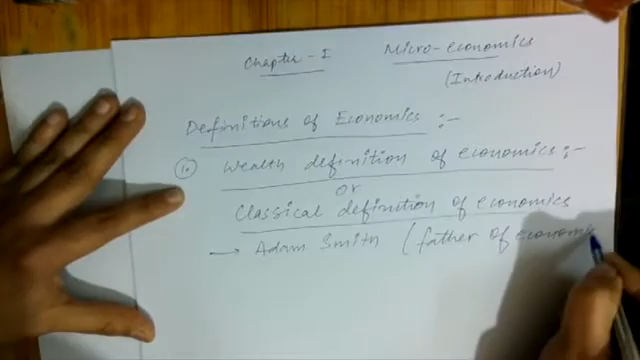 Chapter - I Micro-economics
(Introduction)
Definitions of Economics :-
1. Wealth definition of economics :-
or
Classical definition of economics
→ Adam Smith (father of economic